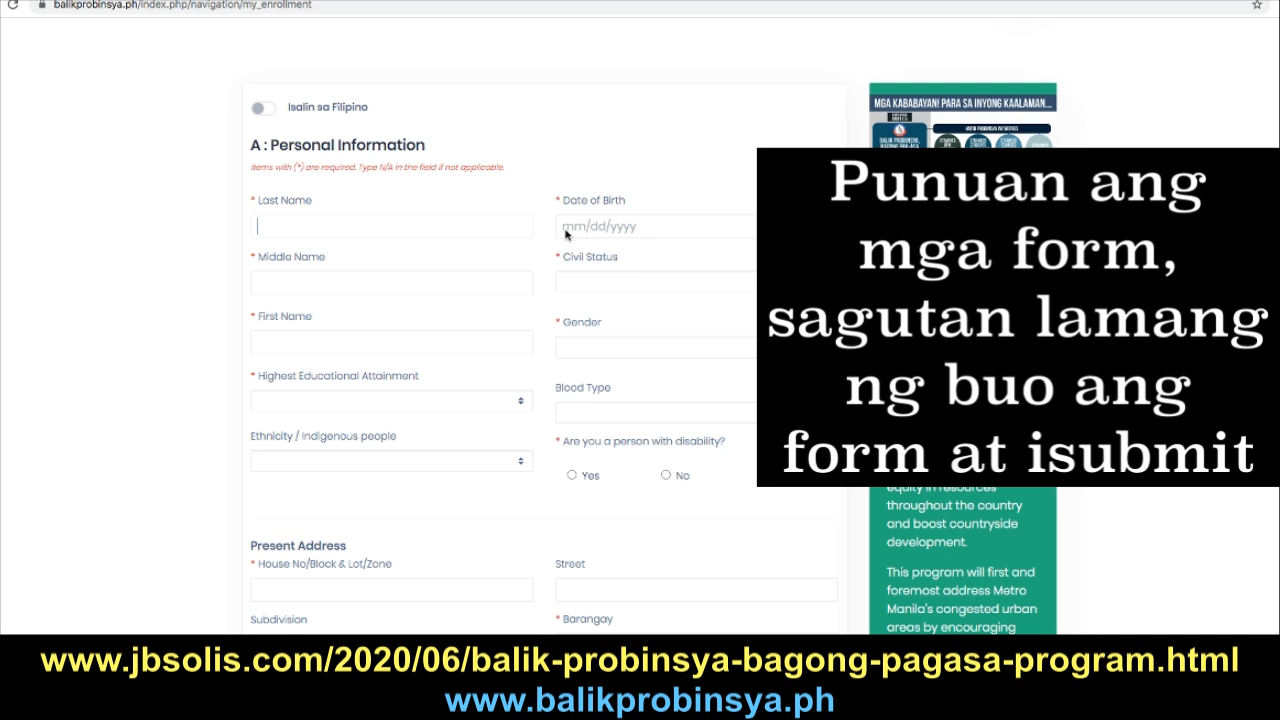 balikprobinsya.ph/index.php/navigation/my_enrollment
Isalin sa Filipino
A : Personal Information
Items with (*) are required. Type N/A in the field if not applicable.
* Last Name
* Date of Birth
mm/dd/yyyy
* Middle Name
* Civil Status
* First Name
* Gender
* Highest Educational Attainment
Blood Type
Ethnicity / Indigenous people
* Are you a person with disability?
Yes
No
Present Address
* House No/Block & Lot/Zone
Street
Subdivision
* Barangay
MGA KABABAYAN! PARA SA INYONG KAALAMAN...
BALIK PROBINSYA,
Punuan ang
mga form,
sagutan lamang
ng buo ang
form at isubmit
equity in resources
throughout the country
and boost countryside
development.
This program will first and
foremost address Metro
Manila's congested urban
areas by encouraging
www.jbsolis.com/2020/06/balik-probinsya-bagong-pagasa-program.html
www.balikprobinsya.ph